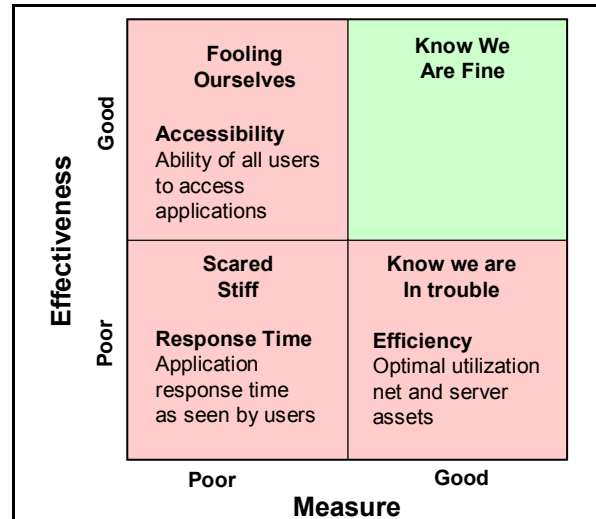 Fooling
Ourselves
Accessibility
Ability of all users
to access
applications
Know We
Are Fine
Scared
Stiff
Response Time
Application
response time
as seen by users
Know we are
In trouble
Efficiency
Optimal utilization
net and server
assets
Effectiveness
Good
Poor
Poor
Good
Measure